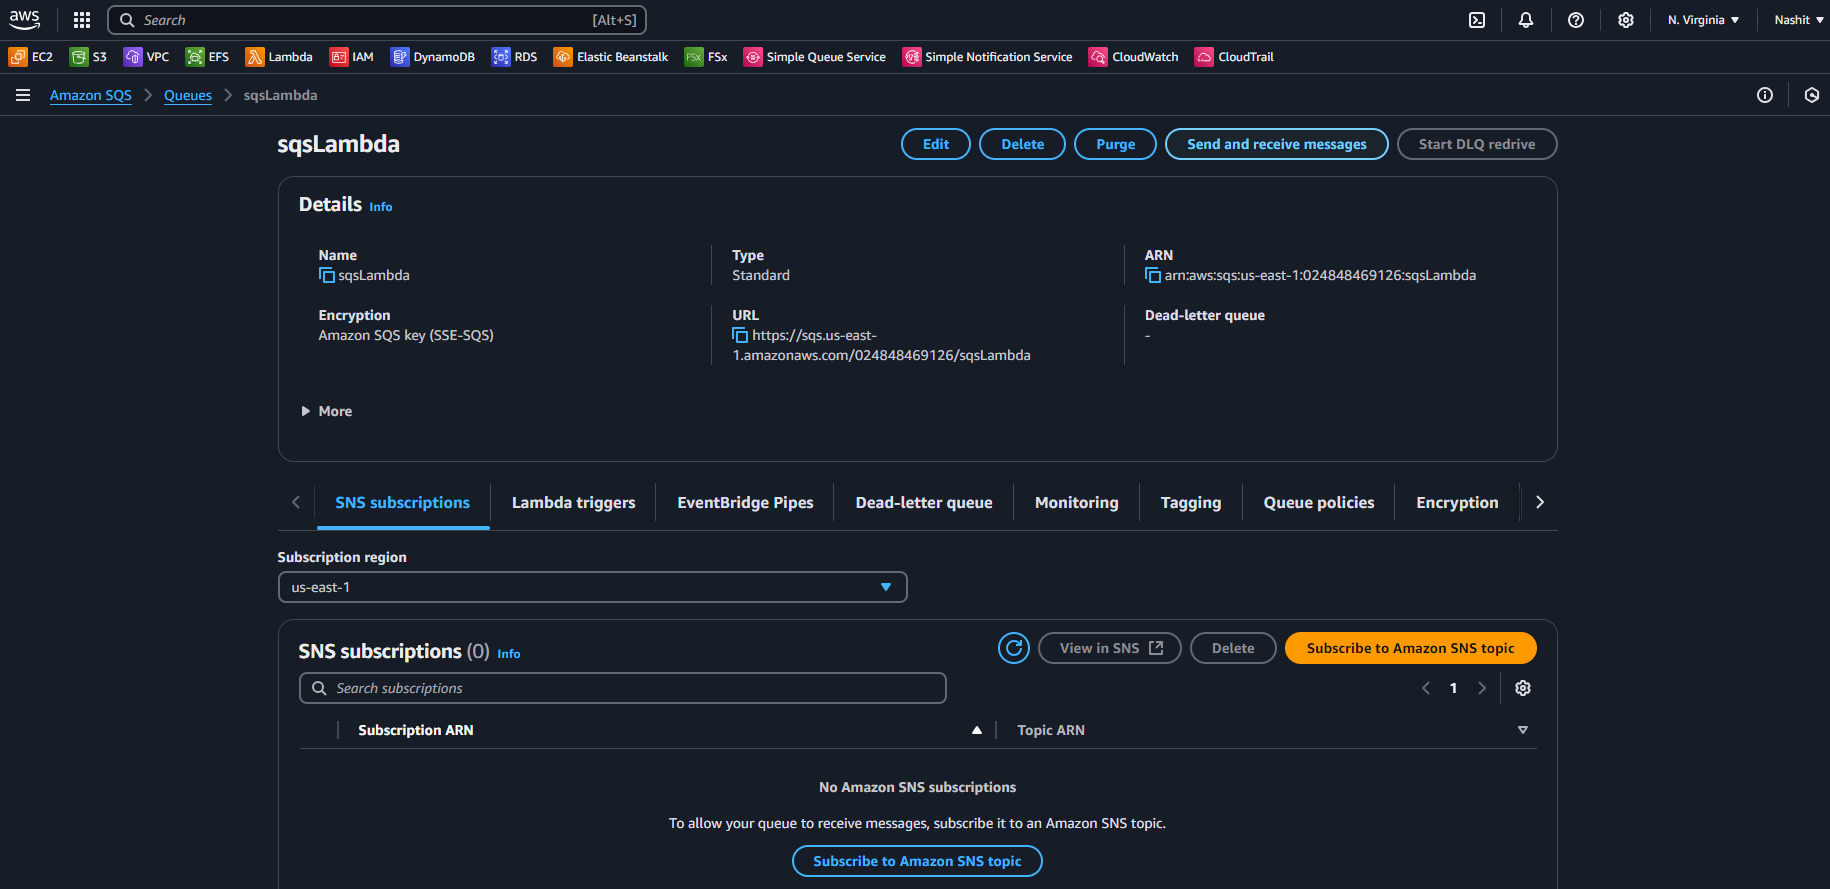 aws
Search
[Alt+S]
N. Virginia
Nashit
EC2
S3
VPC
EFS
Lambda
IAM
DynamoDB
RDS
Elastic Beanstalk
FSx
FSx
Simple Queue Service
Simple Notification Service
CloudWatch
CloudTrail
Amazon SQS
Queues
sqsLambda
sqsLambda
Edit
Delete
Purge
Send and receive messages
Start DLQ redrive
Details Info
Name
sqsLambda
Type
Standard
ARN
arn:aws:sqs:us-east-1:024848469126:sqsLambda
Encryption
Amazon SQS key (SSE-SQS)
URL
https://sqs.us-east-
1.amazonaws.com/024848469126/sqsLambda
Dead-letter queue
-
More
SNS subscriptions
Lambda triggers
EventBridge Pipes
Dead-letter queue
Monitoring
Tagging
Queue policies
Encryption
Subscription region
us-east-1
SNS subscriptions (0) Info
View in SNS
Delete
Subscribe to Amazon SNS topic
Search subscriptions
1
Subscription ARN
Topic ARN
No Amazon SNS subscriptions
To allow your queue to receive messages, subscribe it to an Amazon SNS topic.
Subscribe to Amazon SNS topic